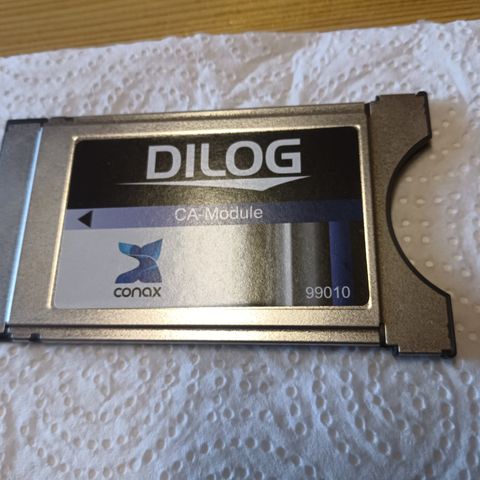 DILOG
CA-Module
conax
99010